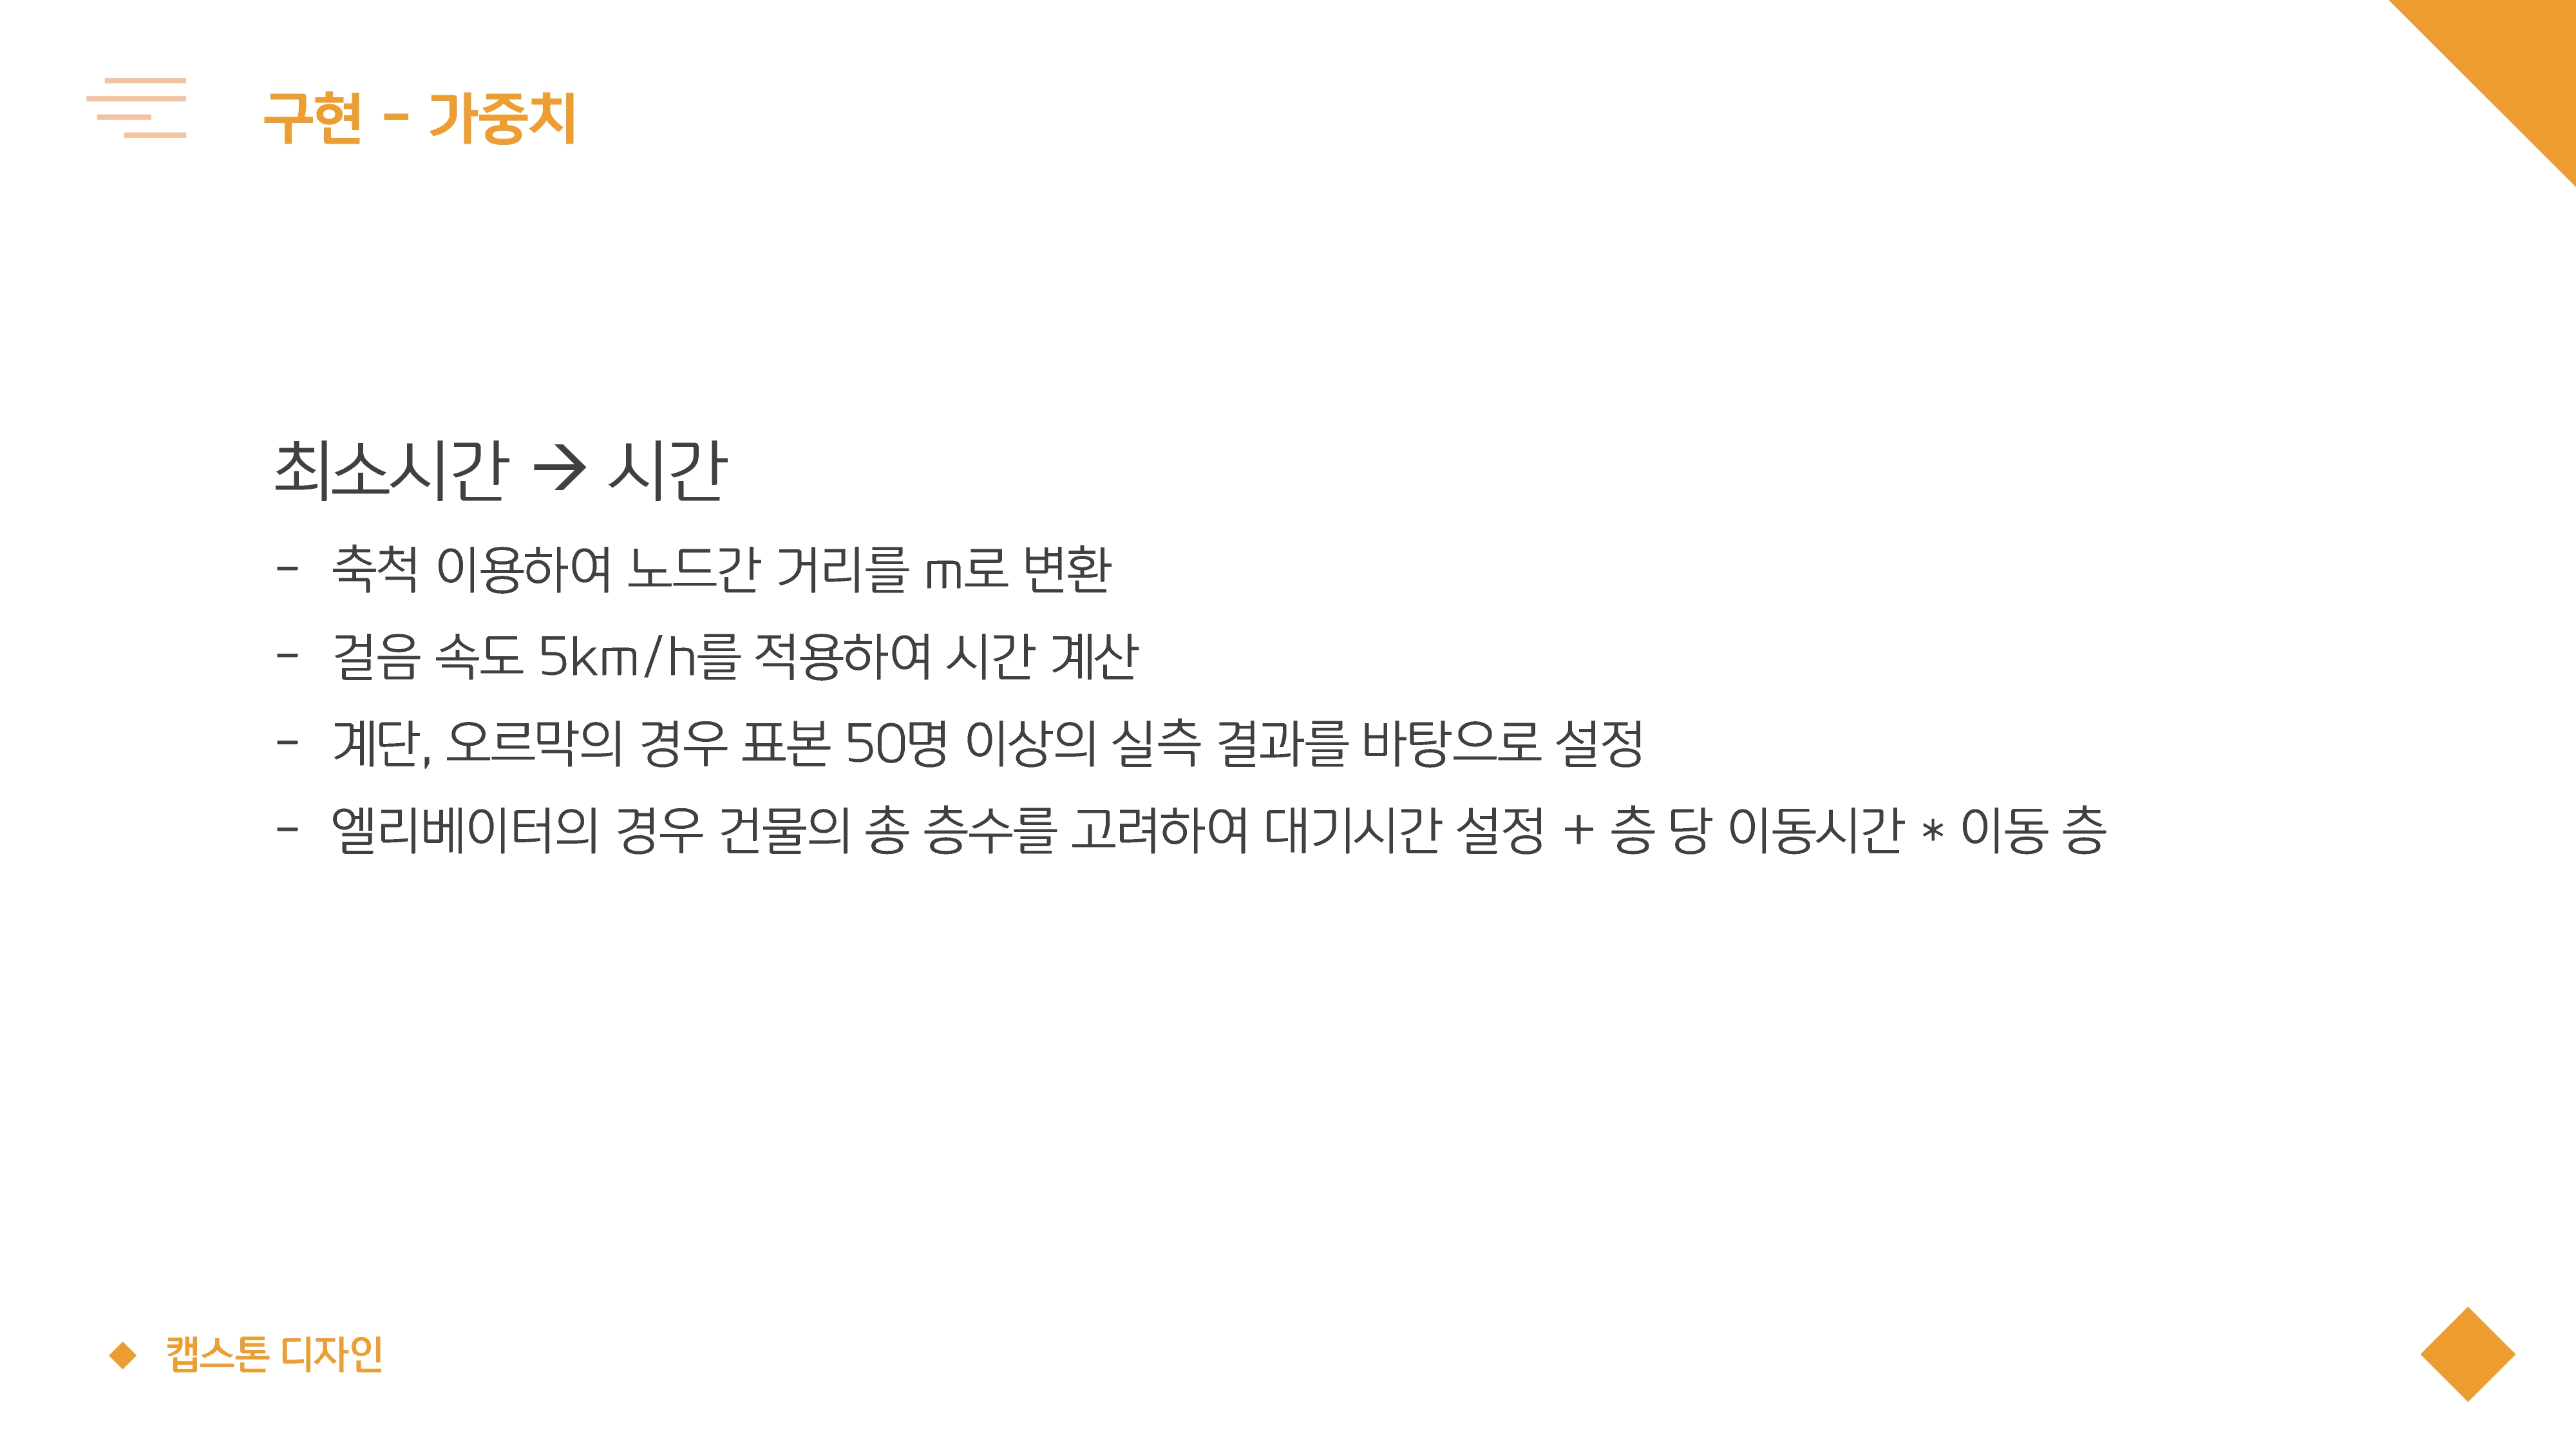 구현 - 가중치
최소시간 → 시간
- 축척 이용하여 노드간 거리를 m로 변환
- 걸음 속도 5km/h를 적용하여 시간 계산
- 계단, 오르막의 경우 표본 50명 이상의 실측 결과를 바탕으로 설정
- 엘리베이터의 경우 건물의 총 층수를 고려하여 대기시간 설정 + 층 당 이동시간 * 이동 층
캡스톤 디자인